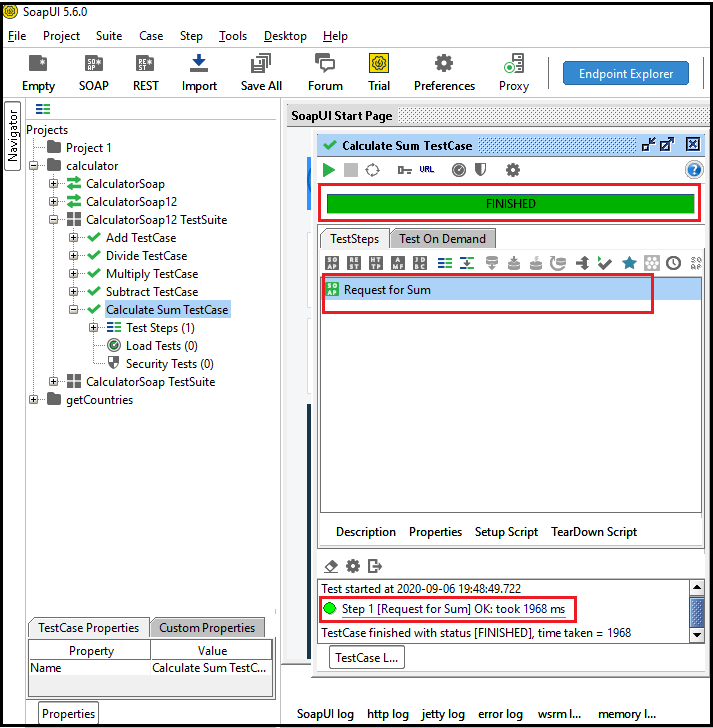 SoapUI 5.6.0
File Project Suite Case Step Tools Desktop Help
Empty SOAP REST Import Save All Forum Trial Preferences Proxy Endpoint Explorer
Navigator
Projects
Project 1
calculator
CalculatorSoap
CalculatorSoap12
CalculatorSoap12 TestSuite
Add TestCase
Divide TestCase
Multiply TestCase
Subtract TestCase
Calculate Sum TestCase
Test Steps (1)
Load Tests (0)
Security Tests (0)
CalculatorSoap TestSuite
getCountries
TestCase Properties Custom Properties
Property Value
Name Calculate Sum TestC...
Properties
SoapUI Start Page
Calculate Sum TestCase
URL
FINISHED
TestSteps Test On Demand
Request for Sum
Description Properties Setup Script TearDown Script
Test started at 2020-09-06 19:48:49.722
Step 1 [Request for Sum] OK: took 1968 ms
TestCase finished with status [FINISHED], time taken = 1968
TestCase L...
SoapUI log http log jetty log error log wsrm l... memory l...